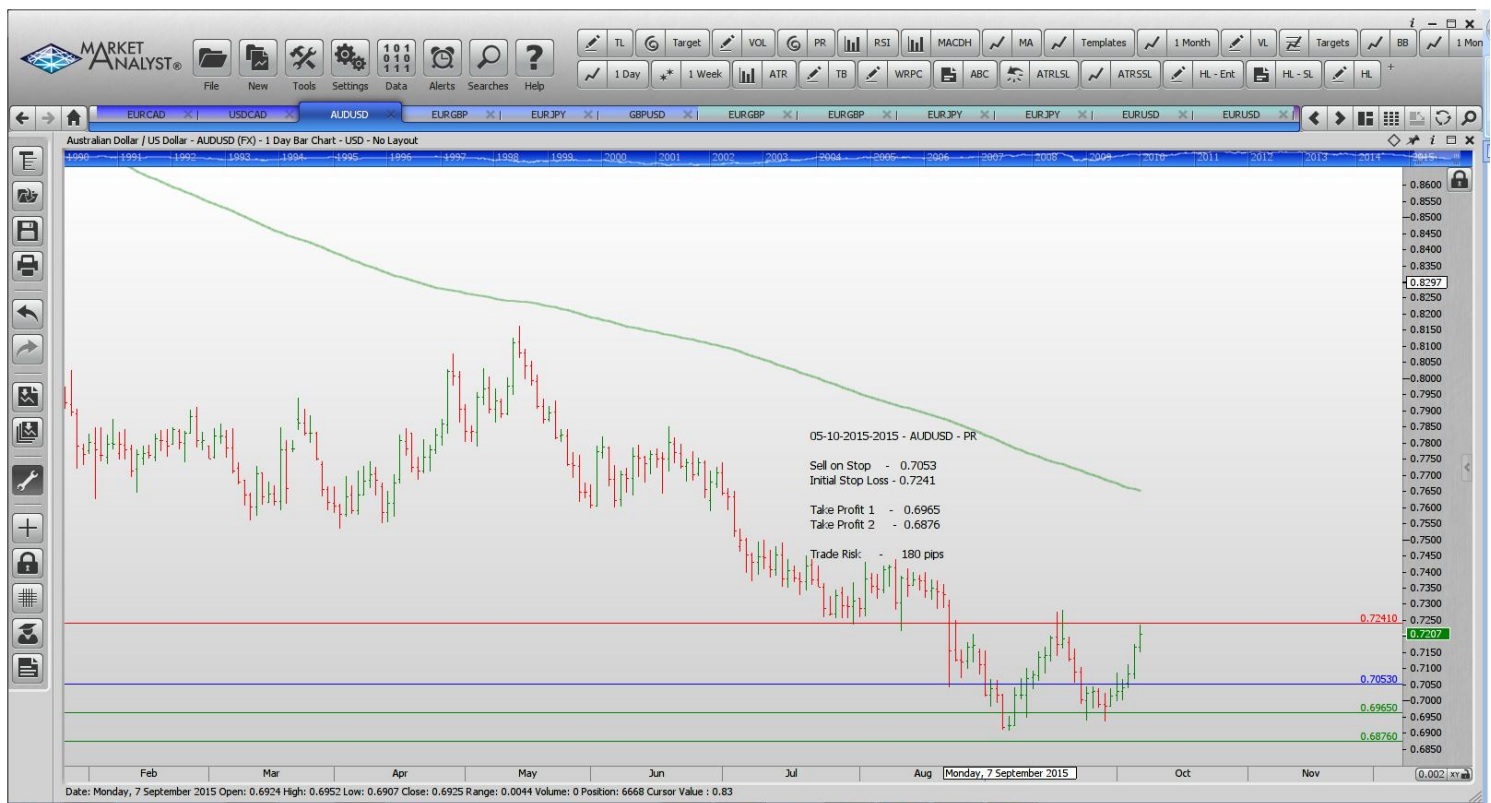 i
MARKET
ANALYST®
File New Tools Settings Data Alerts Searches Help
101
010
111
TL Target VOL PR RSI MACDH MA Templates 1 Month VL Targets BB 1 Mon
1 Day 1 Week ATR TB WRPC ABC ATRLSL ATRSSL HL - Ent HL - SL HL +
EURCAD USDCAD AUDUSD EURGBP EURJPY GBPUSD EURGBP EURGBP EURJPY EURJPY EURUSD EURUSD
Australian Dollar / US Dollar - AUDUSD (FX) - 1 Day Bar Chart - USD - No Layout
1990 1991 1992 1993 1994 1995 1996 1997 1998 1999 2000 2001 2002 2003 2004 2005 2006 2007 2008 2009 2010 2011 2012 2013 2014 2015
0.8600
0.8550
0.8500
0.8450
0.8400
0.8350
0.8297
0.8250
0.8200
0.8150
0.8100
0.8050
0.8000
0.7950
0.7900
0.7850
05-10-2015-2015 - AUDUSD - PR
0.7800
0.7750
Sell on Stop - 0.7053
0.7700
Initial Stop Loss - 0.7241
0.7650
0.7600
Take Profit 1 - 0.6965
0.7550
Take Profit 2 - 0.6876
0.7500
0.7450
Trade Risk - 180 pips
0.7400
0.7350
0.7300
0.7250
0.72410
0.7207
0.7150
0.7100
0.70530
0.7050
0.7000
0.69650
0.6950
0.6900
0.68760
0.6850
Feb Mar Apr May Jun Jul Aug Monday, 7 September 2015 Oct Nov 0.002 XY
Date: Monday, 7 September 2015 Open: 0.6924 High: 0.6952 Low: 0.6907 Close: 0.6925 Range: 0.0044 Volume: 0 Position: 6668 Cursor Value : 0.83